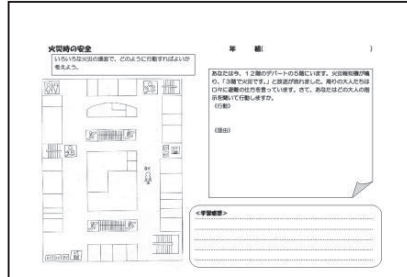 火災時の安全
年 組( )
いろいろな火災の場面で、どのように行動すればよいか
考えよう。
あなたは今、12階のデパートの5階にいます。火災報知機が鳴
り、「3階で火災です。」と放送が流れました。周りの大人たちは
口々に避難の仕方を言っています。さて、あなたはどの大人の指
示を聞いて行動しますか。
(行動)
(理由)
<学習感想>